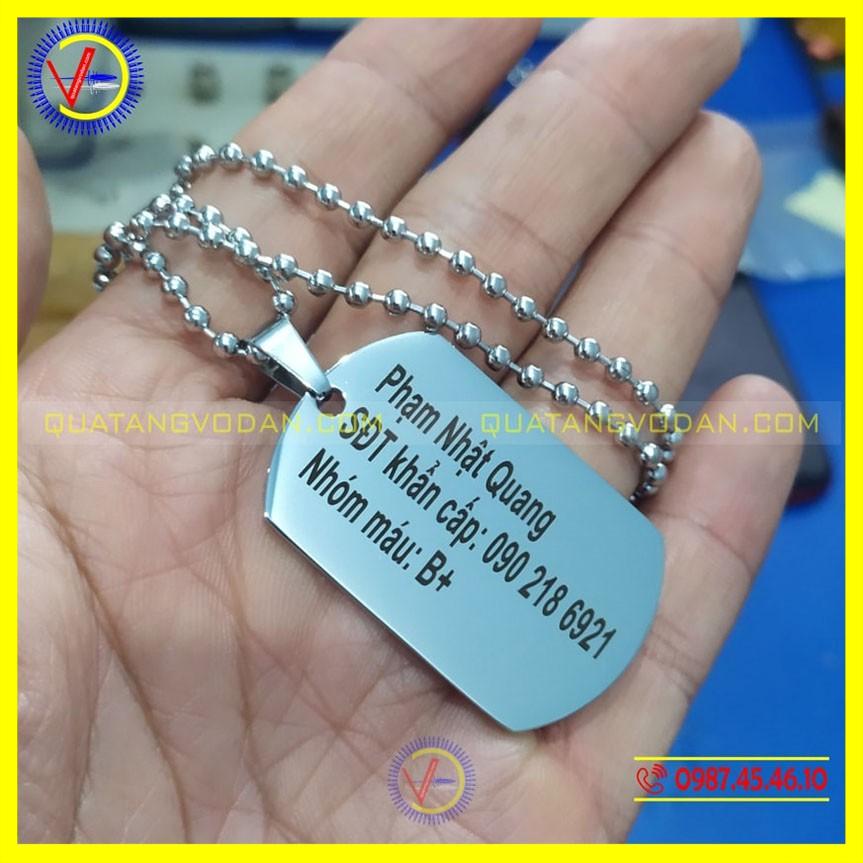 Phạm Nhật Quang
SĐT khẩn cấp: 090 218 6921
Nhóm máu: B+
QUATANGVODAN.COM QUATANGVODAN.COM
0987.45.46.10